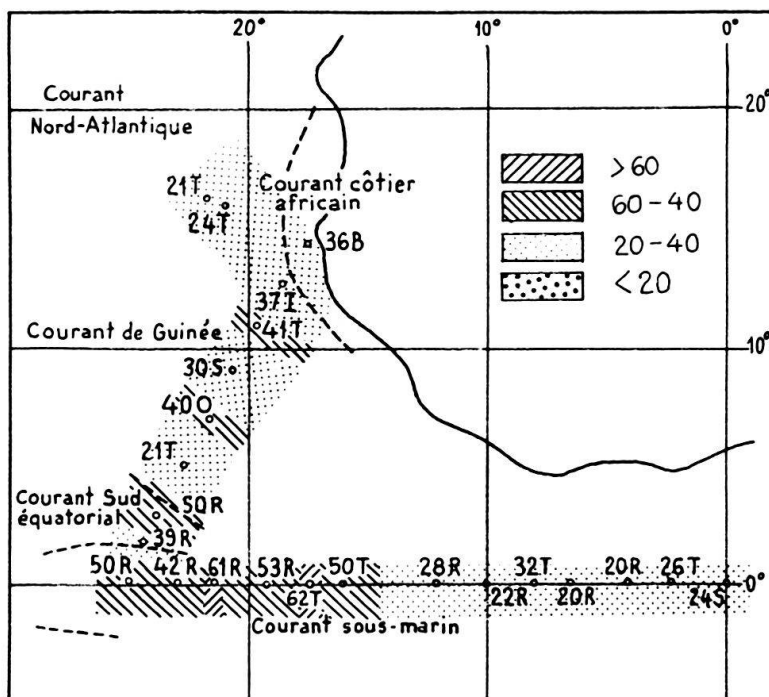 20° 10° 0°
Courant
Nord-Atlantique
20°
>60
60-40
20-40
<20
21T
24T
Courant côtier
africain
36B
37I
41T
Courant de Guinée
10°
30S
40O
21T
Courant Sud
équatorial
50R
39R
50R 42R 61R 53R 50T 28R 32T 20R 26T
0°
62T 22R 20R 24S
Courant sous-marin